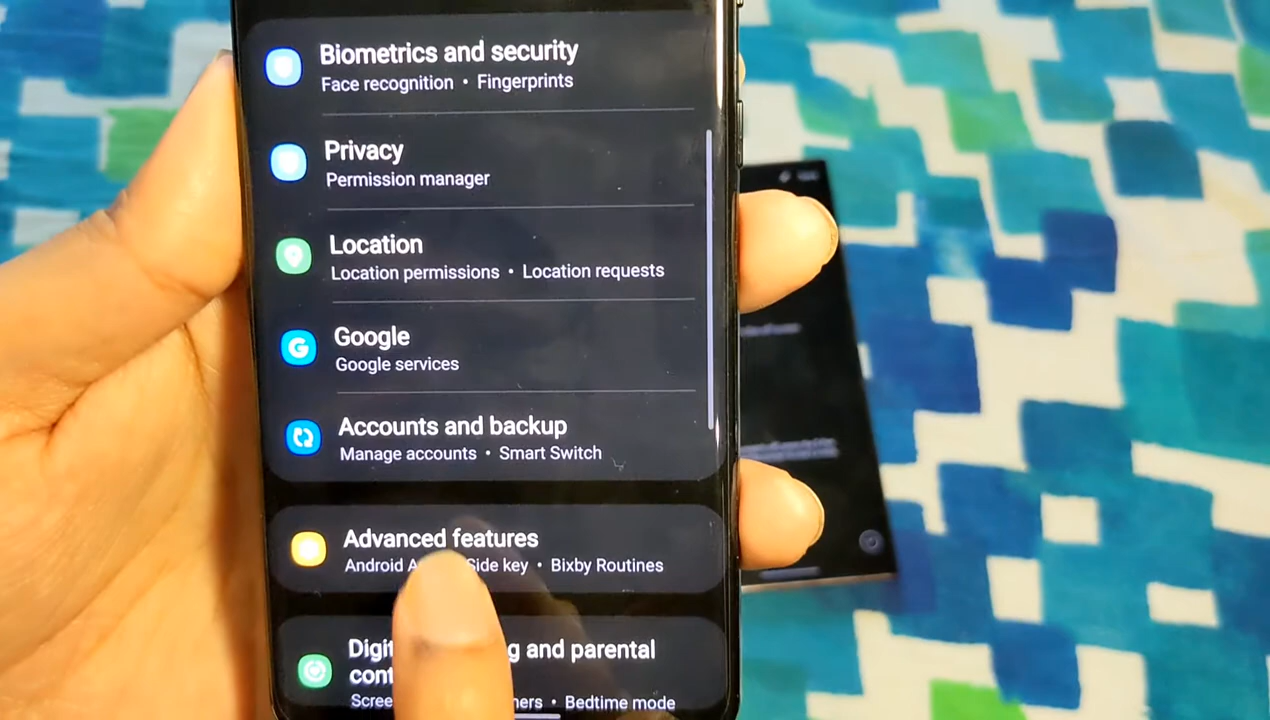 Biometrics and security
Face recognition • Fingerprints
Privacy
Permission manager
Location
Location permissions • Location requests
Google
Google services
Accounts and backup
Manage accounts • Smart Switch
Advanced features
Android Side key • Bixby Routines
and parental
Bedtime mode